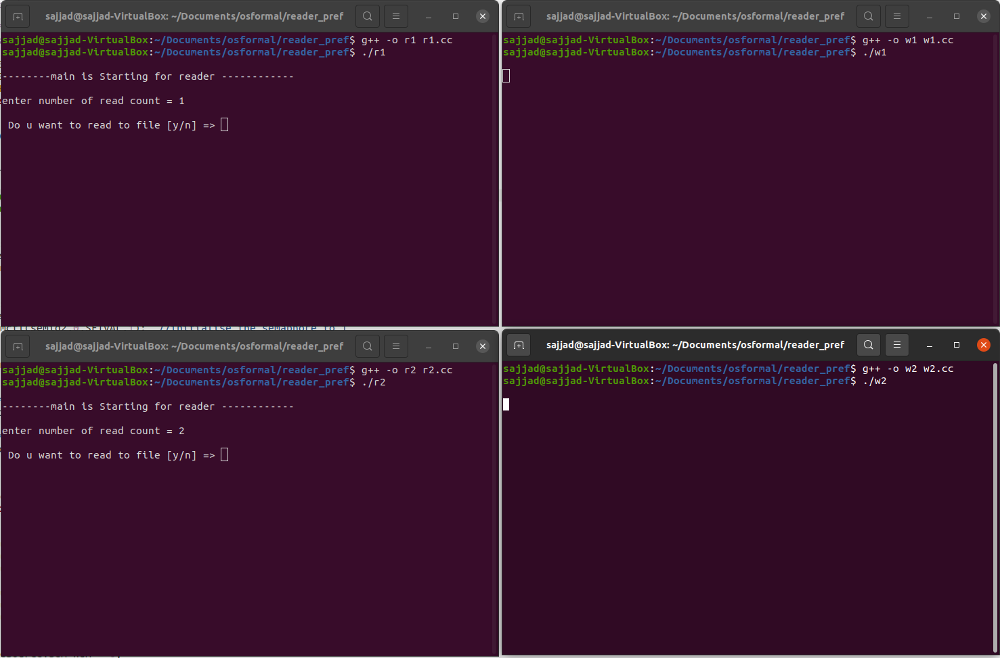 sajjad@sajjad-VirtualBox: ~/Documents/osformal/reader_pref
sajjad@sajjad-VirtualBox:~/Documents/osformal/reader_pref$ g++ -o r1 r1.cc
sajjad@sajjad-VirtualBox:~/Documents/osformal/reader_pref$ ./r1
--------main is Starting for reader ------------
enter number of read count = 1
Do u want to read to file [y/n] =>
sajjad@sajjad-VirtualBox: ~/Documents/osformal/reader_pref
sajjad@sajjad-VirtualBox:~/Documents/osformal/reader_pref$ g++ -o w1 w1.cc
sajjad@sajjad-VirtualBox:~/Documents/osformal/reader_pref$ ./w1
sajjad@sajjad-VirtualBox: ~/Documents/osformal/reader_pref
sajjad@sajjad-VirtualBox:~/Documents/osformal/reader_pref$ g++ -o r2 r2.cc
sajjad@sajjad-VirtualBox:~/Documents/osformal/reader_pref$ ./r2
--------main is Starting for reader ------------
enter number of read count = 2
Do u want to read to file [y/n] =>
sajjad@sajjad-VirtualBox: ~/Documents/osformal/reader_pref
sajjad@sajjad-VirtualBox:~/Documents/osformal/reader_pref$ g++ -o w2 w2.cc
sajjad@sajjad-VirtualBox:~/Documents/osformal/reader_pref$ ./w2